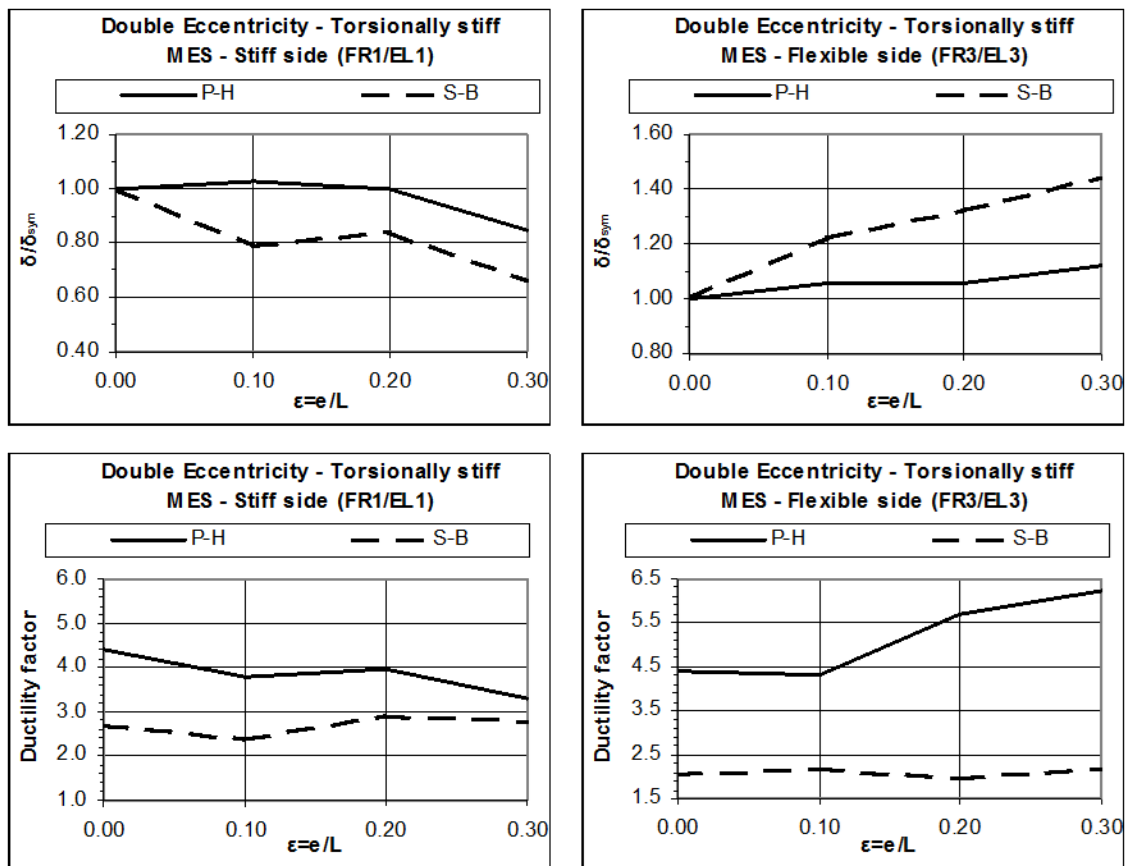 Double Eccentricity - Torsionally stiff
MES - Stiff side (FR1/EL1)
P-H S-B
1.20
1.00
0.80
0.60
0.40
δ/δsym
0.00 0.10 0.20 0.30
ε=e/L
Double Eccentricity - Torsionally stiff
MES - Flexible side (FR3/EL3)
P-H S-B
1.60
1.40
1.20
1.00
0.80
δ/δsym
0.00 0.10 0.20 0.30
ε=e/L
Double Eccentricity - Torsionally stiff
MES - Stiff side (FR1/EL1)
P-H S-B
6.0
5.0
4.0
3.0
2.0
1.0
Ductility factor
0.00 0.10 0.20 0.30
ε=e/L
Double Eccentricity - Torsionally stiff
MES - Flexible side (FR3/EL3)
P-H S-B
6.5
5.5
4.5
3.5
2.5
1.5
Ductility factor
0.00 0.10 0.20 0.30
ε=e/L